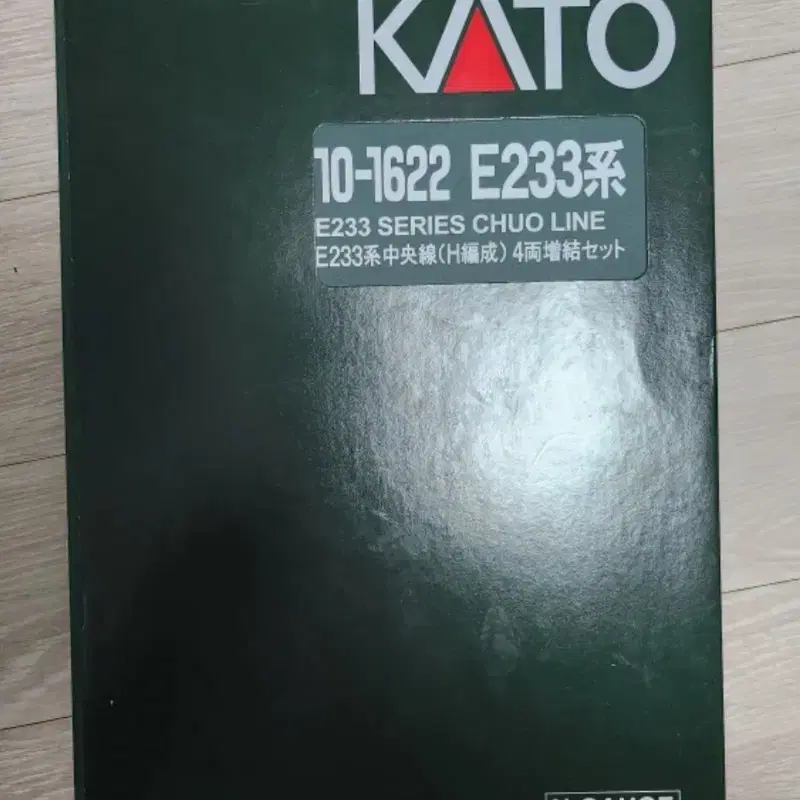 KATO
10-1622 E233系
E233 SERIES CHUO LINE
E233系中央線(H編成)4両増結セット
N GAUGE